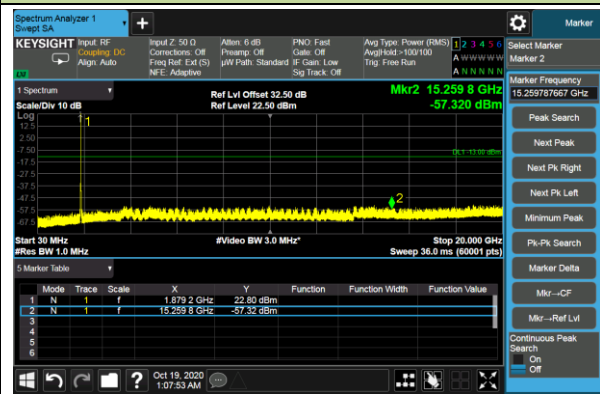 Spectrum Analyzer 1
Swept SA
+
Marker
KEYSIGHT
Input: RF
Coupling: DC
Align: Auto
Input Z: 50 Ω
Corrections: Off
Freq Ref: Ext (S)
NFE: Adaptive
Atten: 6 dB
Preamp: Off
µW Path: Standard
PNO: Fast
Gate: Off
IF Gain: Low
Sig Track: Off
Avg Type: Power (RMS)
Avg|Hold:>100/100
Trig: Free Run
1 2 3 4 5 6
A W W W W W
A N N N N N
Select Marker
Marker 2
LXI
1 Spectrum
Scale/Div 10 dB
Ref Lvl Offset 32.50 dB
Ref Level 22.50 dBm
Mkr2 15.259 8 GHz
-57.320 dBm
Log
12.5
2.50
-7.50
-17.5
-27.5
-37.5
-47.5
-57.5
-67.5
1
DL1 -13.00 dBm
2
Start 30 MHz
#Res BW 1.0 MHz
#Video BW 3.0 MHz*
Stop 20.000 GHz
Sweep 36.0 ms (60001 pts)
Marker Frequency
15.259787667 GHz
Peak Search
Next Peak
Next Pk Right
Next Pk Left
Minimum Peak
Pk-Pk Search
Marker Delta
Mkr→CF
Mkr→Ref Lvl
Continuous Peak
Search
On
Off
5 Marker Table
Mode Trace Scale X Y Function Function Width Function Value
1 N 1 f 1.879 2 GHz 22.80 dBm
2 N 1 f 15.259 8 GHz -57.32 dBm
3
4
5
6
?
Oct 19, 2020
1:07:53 AM